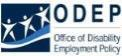 ODEP
Office of Disability
Employment Policy